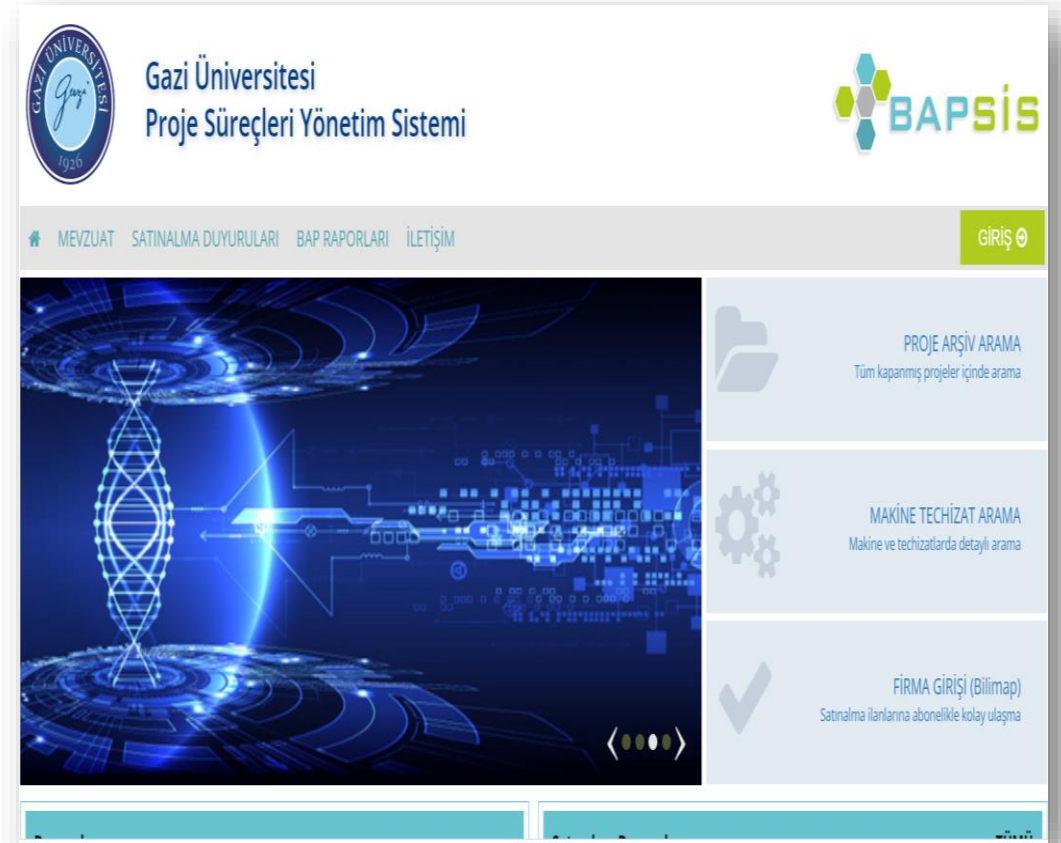 GAZİ ÜNİVERSİTESİ
Gazi
1926
Gazi Üniversitesi
Proje Süreçleri Yönetim Sistemi
BAPSİS
MEVZUAT SATINALMA DUYURULARI BAP RAPORLARI İLETİŞİM
GİRİŞ
PROJE ARŞİV ARAMA
Tüm kapanmış projeler içinde arama
MAKİNE TECHİZAT ARAMA
Makine ve techizatlarda detaylı arama
FİRMA GİRİŞİ (Bilimap)
Satınalma ilanlarına abonelikle kolay ulaşma
TÜMÜ